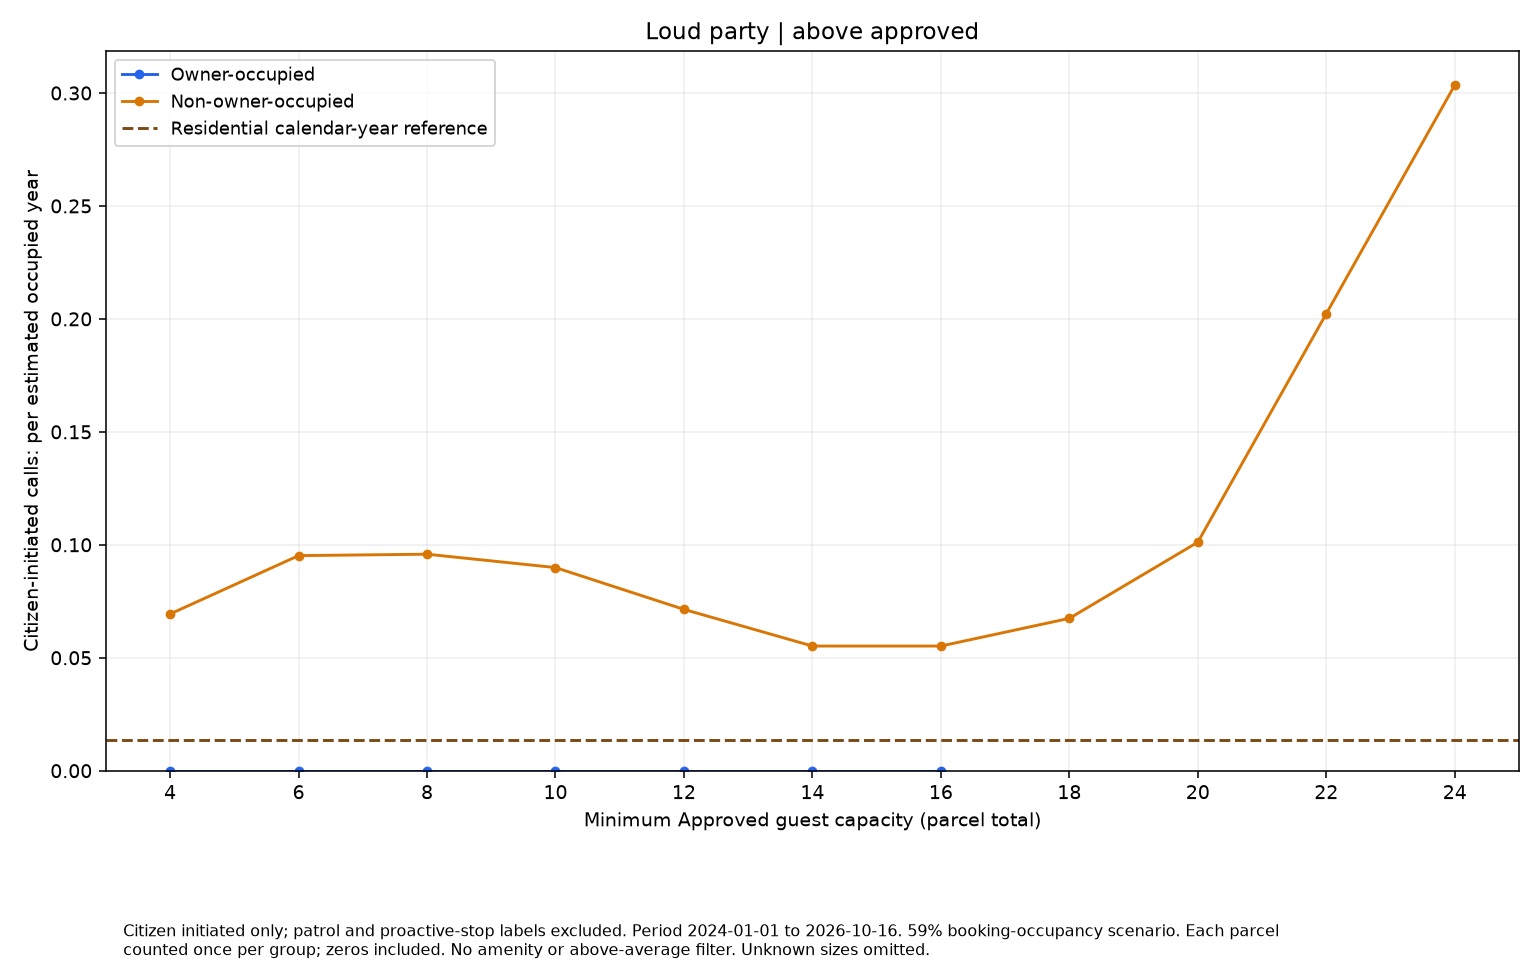 Loud party | above approved
Owner-occupied
Non-owner-occupied
Residential calendar-year reference
Citizen-initiated calls: per estimated occupied year
0.30
0.25
0.20
0.15
0.10
0.05
0.00
4 6 8 10 12 14 16 18 20 22 24
Minimum Approved guest capacity (parcel total)
Citizen initiated only; patrol and proactive-stop labels excluded. Period 2024-01-01 to 2026-10-16. 59% booking-occupancy scenario. Each parcel
counted once per group; zeros included. No amenity or above-average filter. Unknown sizes omitted.